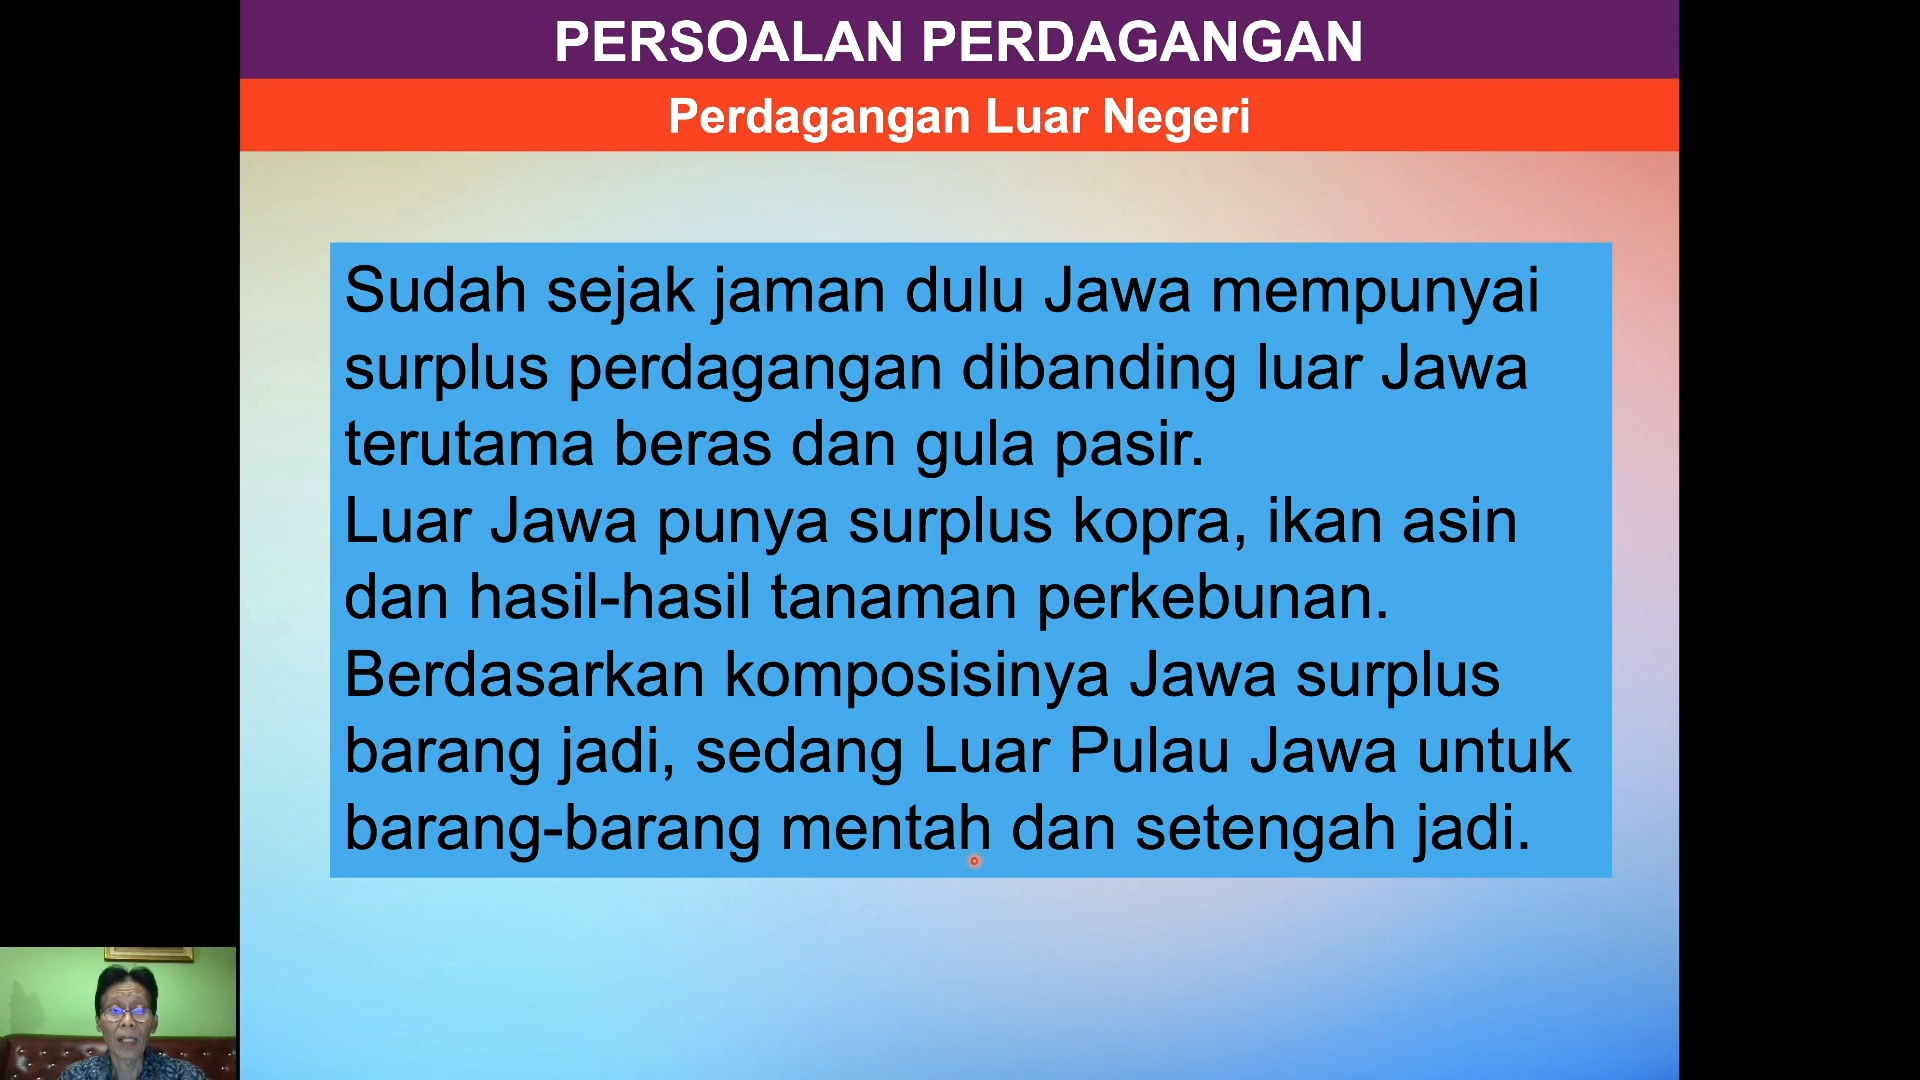 PERSOALAN PERDAGANGAN
Perdagangan Luar Negeri
Sudah sejak jaman dulu Jawa mempunyai
surplus perdagangan dibanding luar Jawa
terutama beras dan gula pasir.
Luar Jawa punya surplus kopra, ikan asin
dan hasil-hasil tanaman perkebunan.
Berdasarkan komposisinya Jawa surplus
barang jadi, sedang Luar Pulau Jawa untuk
barang-barang mentah dan setengah jadi.